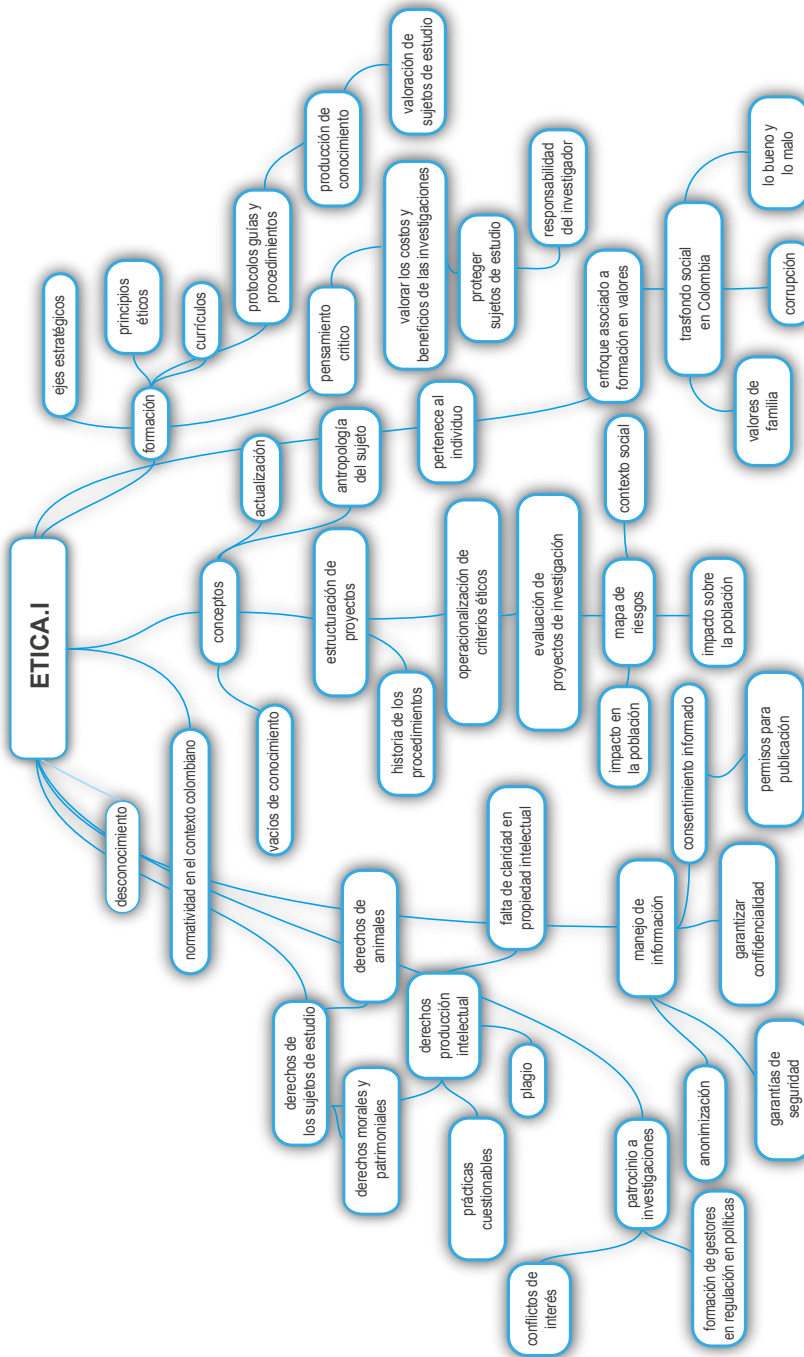 ETICA.I
desconocimiento
normatividad en el contexto colombiano
derechos de
los sujetos de estudio
derechos de
animales
derechos morales y
patrimoniales
derechos
producción
intelectual
falta de claridad en
propiedad intelectual
prácticas
cuestionables
plagio
patrocinio a
investigaciones
conflictos de
interés
formación de gestores
en regulación en políticas
manejo de
información
anonimización
garantías de
seguridad
garantizar
confidencialidad
consentimiento informado
permisos para
publicación
conceptos
vacíos de conocimiento
actualización
antropología
del sujeto
estructuración de
proyectos
historia de los
procedimientos
operacionalización de
criterios éticos
evaluación de
proyectos de investigación
mapa de
riesgos
impacto en
la población
impacto sobre
la población
contexto social
formación
ejes estratégicos
principios
éticos
currículos
protocolos guías y
procedimientos
producción de
conocimiento
valoración de
sujetos de estudio
pensamiento
critico
valorar los costos y
beneficios de las investigaciones
proteger
sujetos de estudio
responsabilidad
del investigador
pertenece al
individuo
enfoque asociado a
formación en valores
trasfondo social
en Colombia
valores de
familia
corrupción
lo bueno y
lo malo